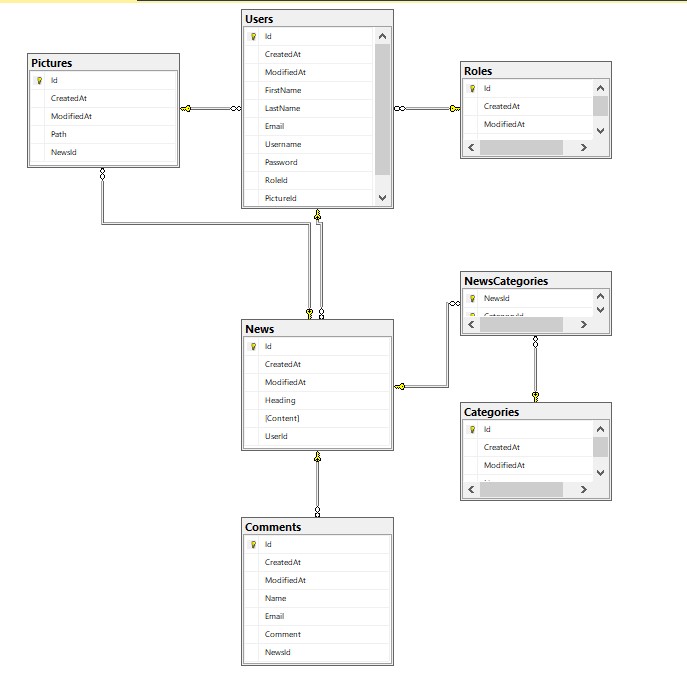 Users
Id
CreatedAt
ModifiedAt
FirstName
LastName
Email
Username
Password
RoleId
PictureId
Pictures
Id
CreatedAt
ModifiedAt
Path
NewsId
Roles
Id
CreatedAt
ModifiedAt
NewsCategories
NewsId
CategoryId
News
Id
CreatedAt
ModifiedAt
Heading
[Content]
UserId
Categories
Id
CreatedAt
ModifiedAt
Comments
Id
CreatedAt
ModifiedAt
Name
Email
Comment
NewsId